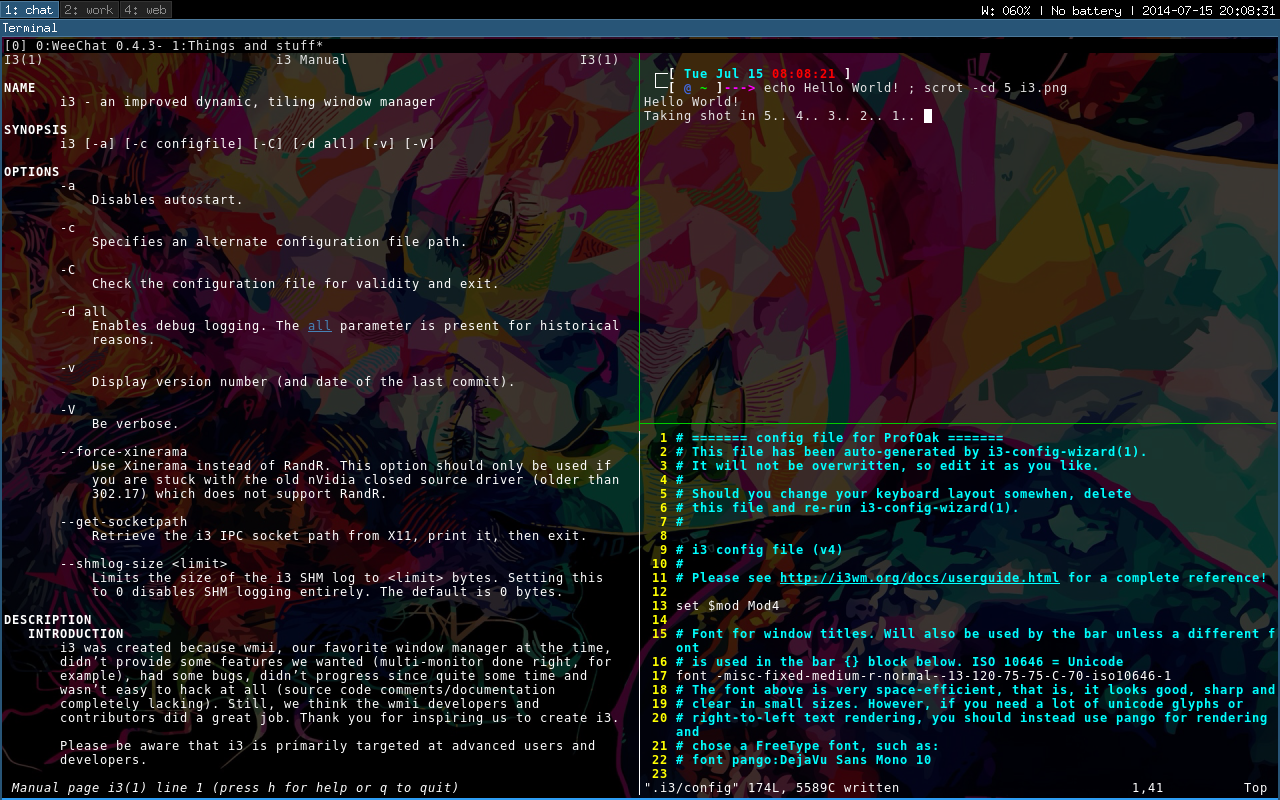 1: chat 2: work 4: web W: 060% | No battery | 2014-07-15 20:08:31
Terminal
[0] 0:WeeChat 0.4.3- 1:Things and stuff*
I3(1) i3 Manual I3(1)
NAME
i3 - an improved dynamic, tiling window manager
SYNOPSIS
i3 [-a] [-c configfile] [-C] [-d all] [-v] [-V]
OPTIONS
-a
Disables autostart.
-c
Specifies an alternate configuration file path.
-C
Check the configuration file for validity and exit.
-d all
Enables debug logging. The all parameter is present for historical
reasons.
-v
Display version number (and date of the last commit).
-V
Be verbose.
--force-xinerama
Use Xinerama instead of RandR. This option should only be used if
you are stuck with the old nVidia closed source driver (older than
302.17) which does not support RandR.
--get-socketpath
Retrieve the i3 IPC socket path from X11, print it, then exit.
--shmlog-size <limit>
Limits the size of the i3 SHM log to <limit> bytes. Setting this
to 0 disables SHM logging entirely. The default is 0 bytes.
DESCRIPTION
INTRODUCTION
i3 was created because wmii, our favorite window manager at the time,
didn’t provide some features we wanted (multi-monitor done right, for
example), had some bugs, didn’t progress since quite some time and
wasn’t easy to hack at all (source code comments/documentation
completely lacking). Still, we think the wmii developers and
contributors did a great job. Thank you for inspiring us to create i3.
Please be aware that i3 is primarily targeted at advanced users and
developers.
Manual page i3(1) line 1 (press h for help or q to quit)
┌─[ Tue Jul 15 08:08:21 ]
└─[ @ ~ ]---> echo Hello World! ; scrot -cd 5 i3.png
Hello World!
Taking shot in 5.. 4.. 3.. 2.. 1..
1 # ======= config file for ProfOak =======
2 # This file has been auto-generated by i3-config-wizard(1).
3 # It will not be overwritten, so edit it as you like.
4 #
5 # Should you change your keyboard layout somewhen, delete
6 # this file and re-run i3-config-wizard(1).
7 #
8
9 # i3 config file (v4)
10 #
11 # Please see http://i3wm.org/docs/userguide.html for a complete reference!
12
13 set $mod Mod4
14
15 # Font for window titles. Will also be used by the bar unless a different f
ont
16 # is used in the bar {} block below. ISO 10646 = Unicode
17 font -misc-fixed-medium-r-normal--13-120-75-75-C-70-iso10646-1
18 # The font above is very space-efficient, that is, it looks good, sharp and
19 # clear in small sizes. However, if you need a lot of unicode glyphs or
20 # right-to-left text rendering, you should instead use pango for rendering
and
21 # chose a FreeType font, such as:
22 # font pango:DejaVu Sans Mono 10
23
".i3/config" 174L, 5589C written 1,41 Top